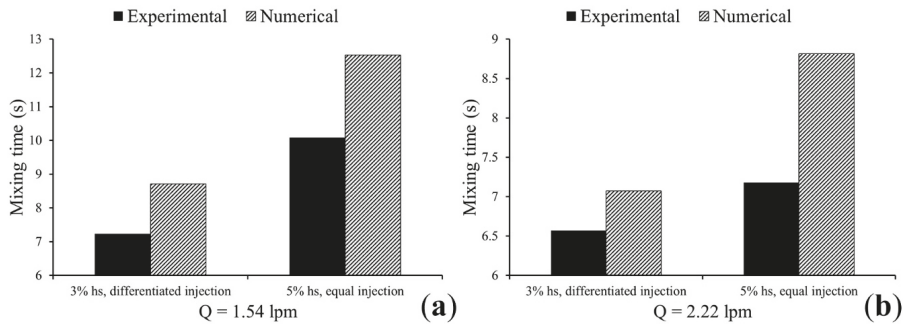 Experimental Numerical
13
12
11
10
9
8
7
6
Mixing time (s)
3% hs, differentiated injection 5% hs, equal injection
Q = 1.54 lpm
(a)
Experimental Numerical
9
8.5
8
7.5
7
6.5
6
Mixing time (s)
3% hs, differentiated injection 5% hs, equal injection
Q = 2.22 lpm
(b)